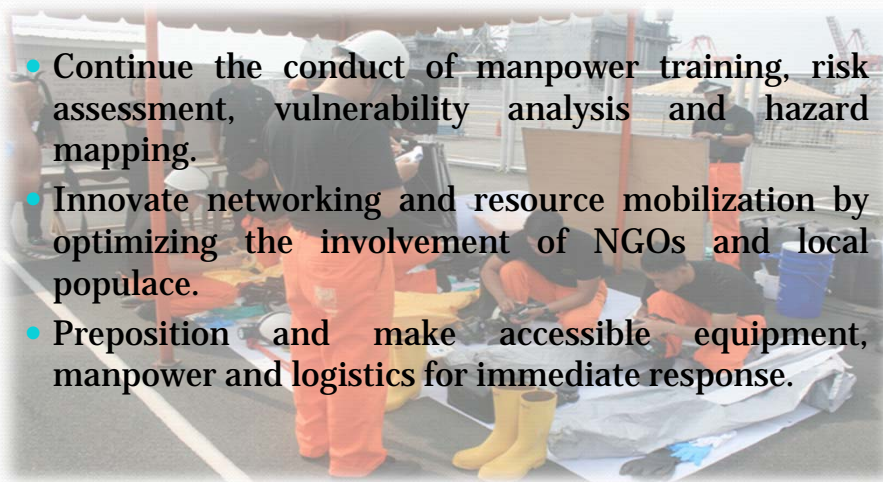 • Continue the conduct of manpower training, risk
assessment, vulnerability analysis and hazard
mapping.
• Innovate networking and resource mobilization by
optimizing the involvement of NGOs and local
populace.
• Preposition and make accessible equipment,
manpower and logistics for immediate response.